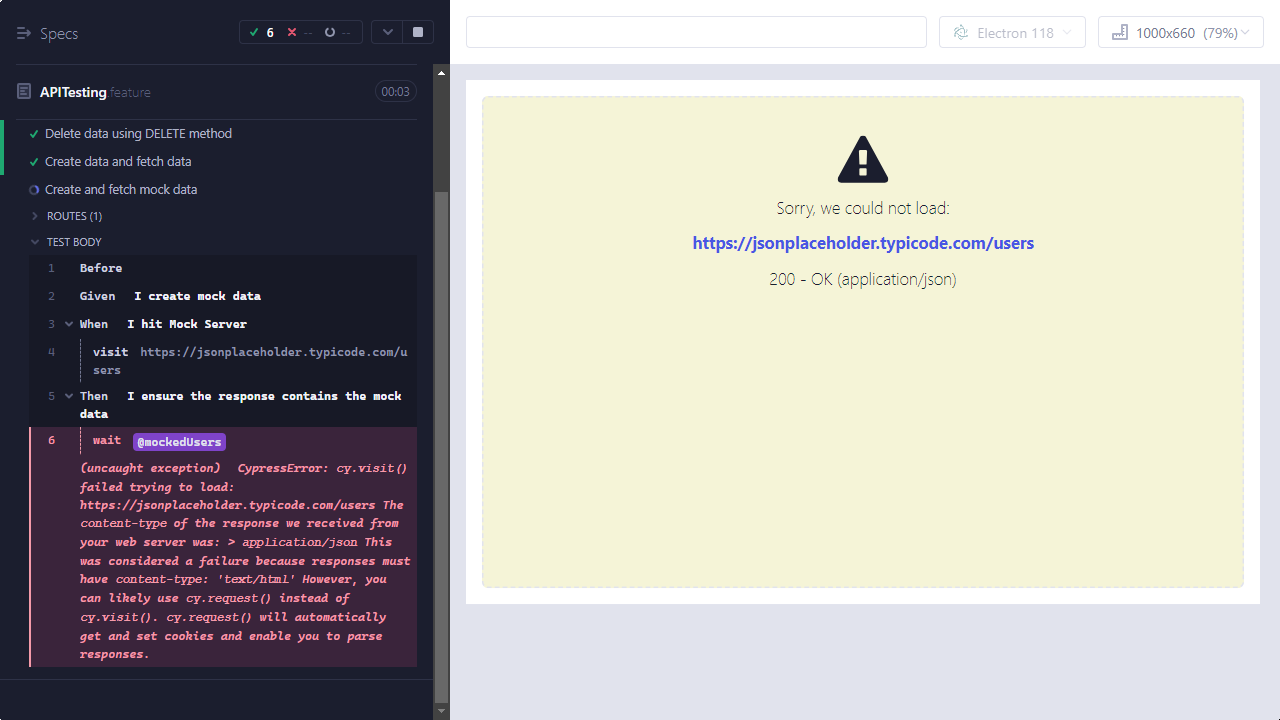 Specs
6 -- --
APITesting.feature 00:03
Delete data using DELETE method
Create data and fetch data
Create and fetch mock data
ROUTES (1)
TEST BODY
1 Before
2 Given I create mock data
3 When I hit Mock Server
4 visit https://jsonplaceholder.typicode.com/u
sers
5 Then I ensure the response contains the mock
data
6 wait @mockedUsers
(uncaught exception) CypressError: cy.visit()
failed trying to load:
https://jsonplaceholder.typicode.com/users The
content-type of the response we received from
your web server was: > application/json This
was considered a failure because responses must
have content-type: 'text/html' However, you
can likely use cy.request() instead of
cy.visit(). cy.request() will automatically
get and set cookies and enable you to parse
responses.
Electron 118
1000x660 (79%)
Sorry, we could not load:
https://jsonplaceholder.typicode.com/users
200 - OK (application/json)